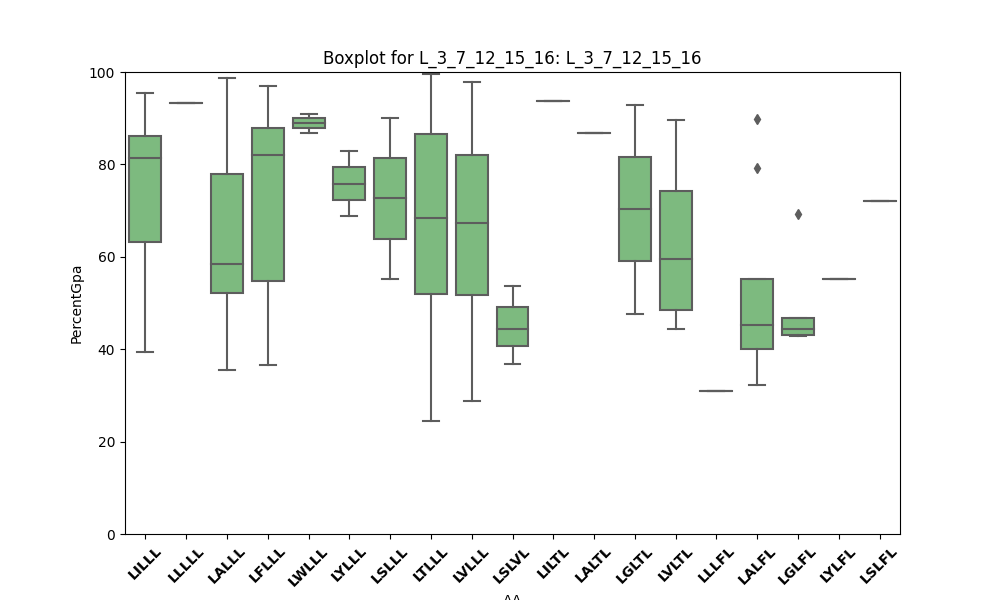 Boxplot for L_3_7_12_15_16: L_3_7_12_15_16
100
80
60
40
20
0
PercentGpa
LILLL
LLLLL
LALLL
LFLLL
LWLLL
LYLLL
LSLLL
LTLLL
LVLLL
LSLVL
LILTL
LALTL
LGLTL
LVLTL
LLLFL
LALFL
LGLFL
LYLFL
LSLFL
AA